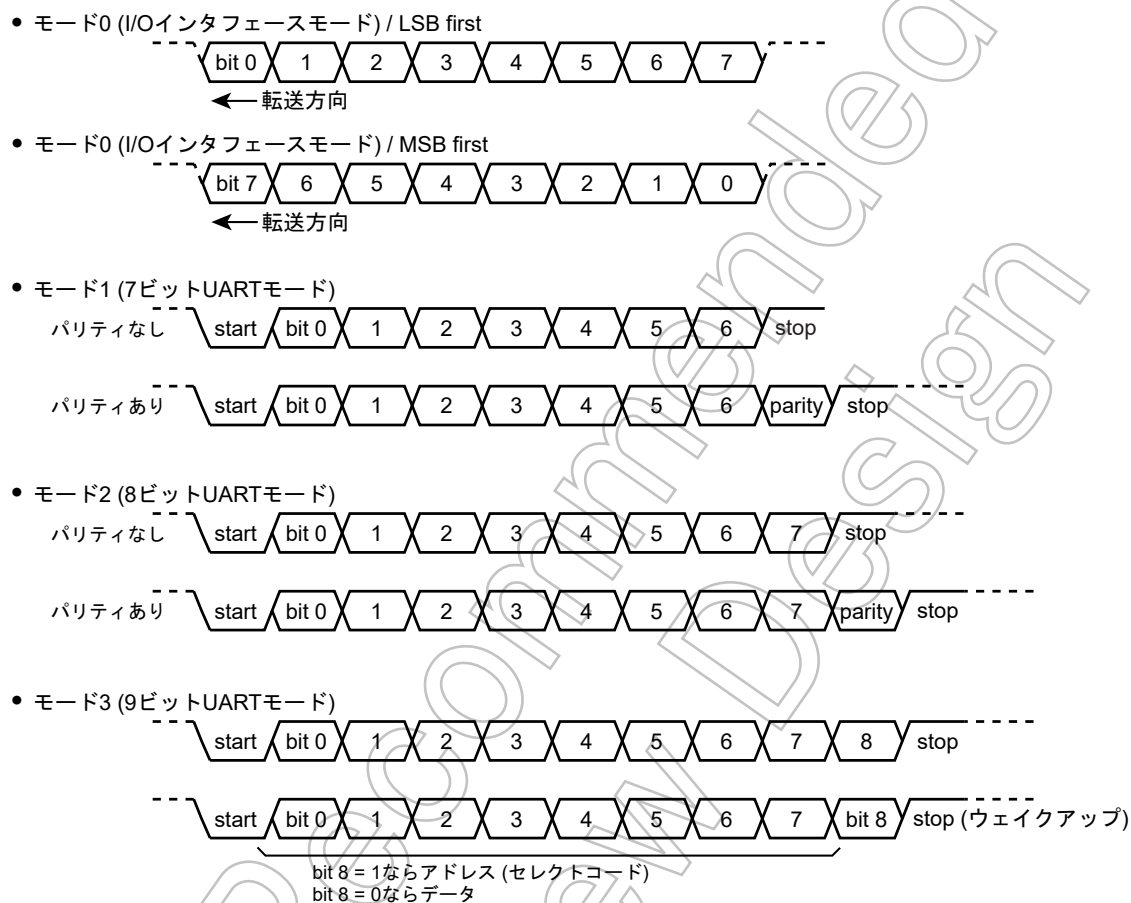 • モード0 (I/Oインタフェースモード) / LSB first
bit 0 1 2 3 4 5 6 7
転送方向
• モード0 (I/Oインタフェースモード) / MSB first
bit 7 6 5 4 3 2 1 0
転送方向
• モード1 (7ビットUARTモード)
パリティなし start bit 0 1 2 3 4 5 6 stop
パリティあり start bit 0 1 2 3 4 5 6 parity stop
• モード2 (8ビットUARTモード)
パリティなし start bit 0 1 2 3 4 5 6 7 stop
パリティあり start bit 0 1 2 3 4 5 6 7 parity stop
• モード3 (9ビットUARTモード)
start bit 0 1 2 3 4 5 6 7 8 stop
start bit 0 1 2 3 4 5 6 7 bit 8 stop (ウェイクアップ)
bit 8 = 1ならアドレス (セレクトコード)
bit 8 = 0ならデータ
Recommended
New Design